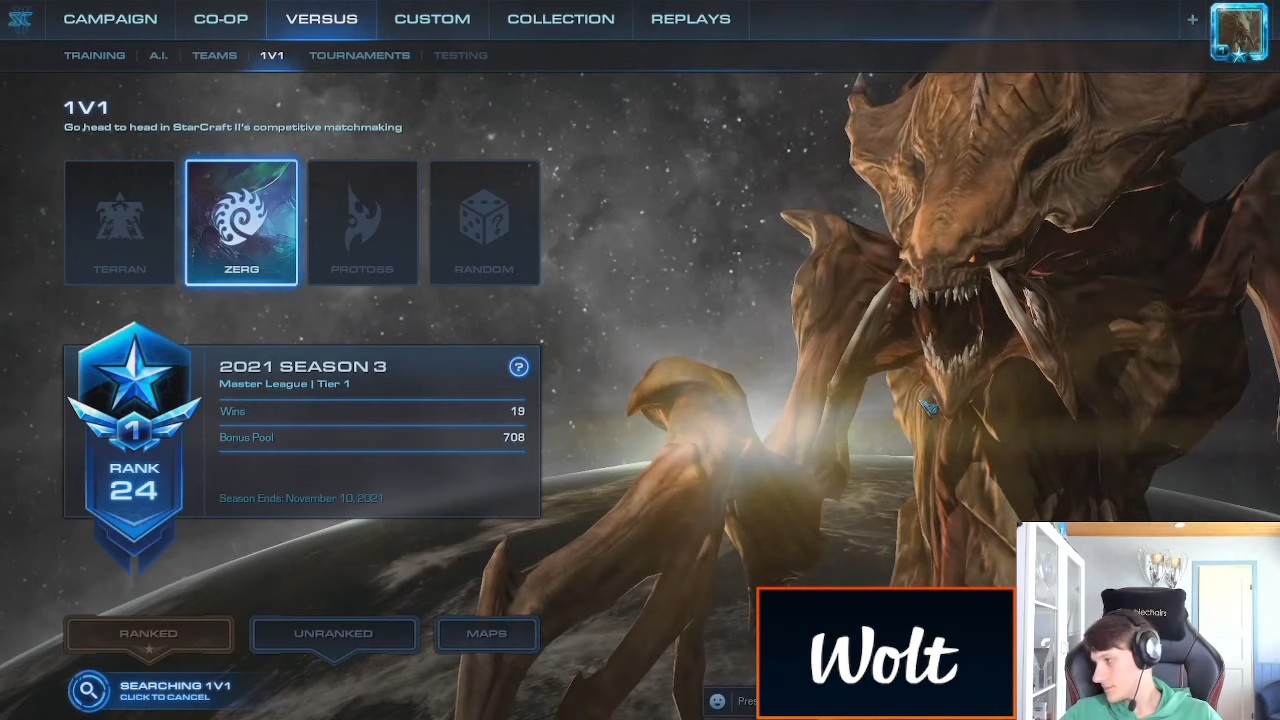 CAMPAIGN
CO-OP
VERSUS
CUSTOM
COLLECTION
REPLAYS
TRAINING
A.I.
TEAMS
1V1
TOURNAMENTS
TESTING
1V1
Go head to head in StarCraft II's competitive matchmaking
TERRAN
ZERG
PROTOSS
RANDOM
1
RANK
24
2021 SEASON 3
?
Master League | Tier 1
Wins 19
Bonus Pool 708
Season Ends: November 10, 2021
RANKED
UNRANKED
MAPS
SEARCHING 1V1
CLICK TO CANCEL
Wolt